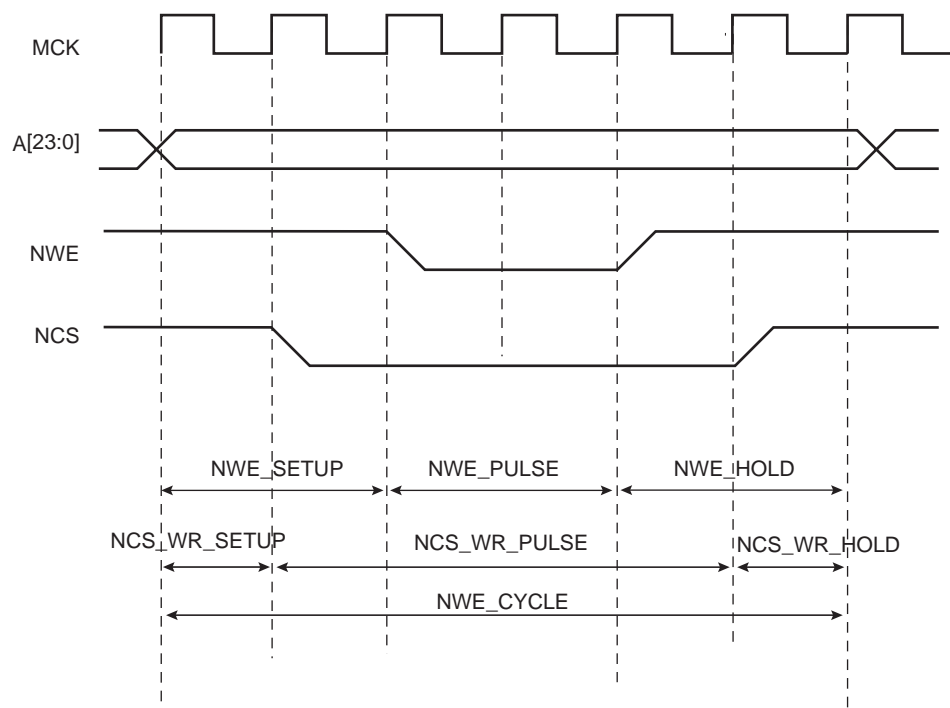 MCK
A[23:0]
NWE
NCS
NWE_SETUP NWE_PULSE NWE_HOLD
NCS_WR_SETUP NCS_WR_PULSE NCS_WR_HOLD
NWE_CYCLE